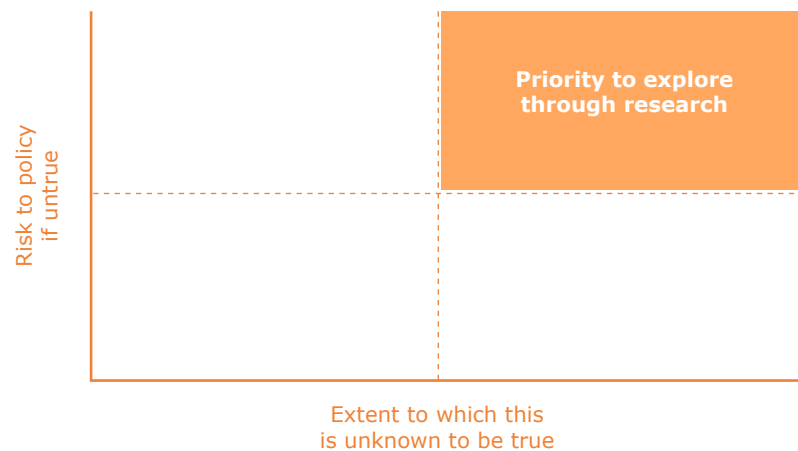 Priority to explore
through research
Risk to policy
if untrue
Extent to which this
is unknown to be true